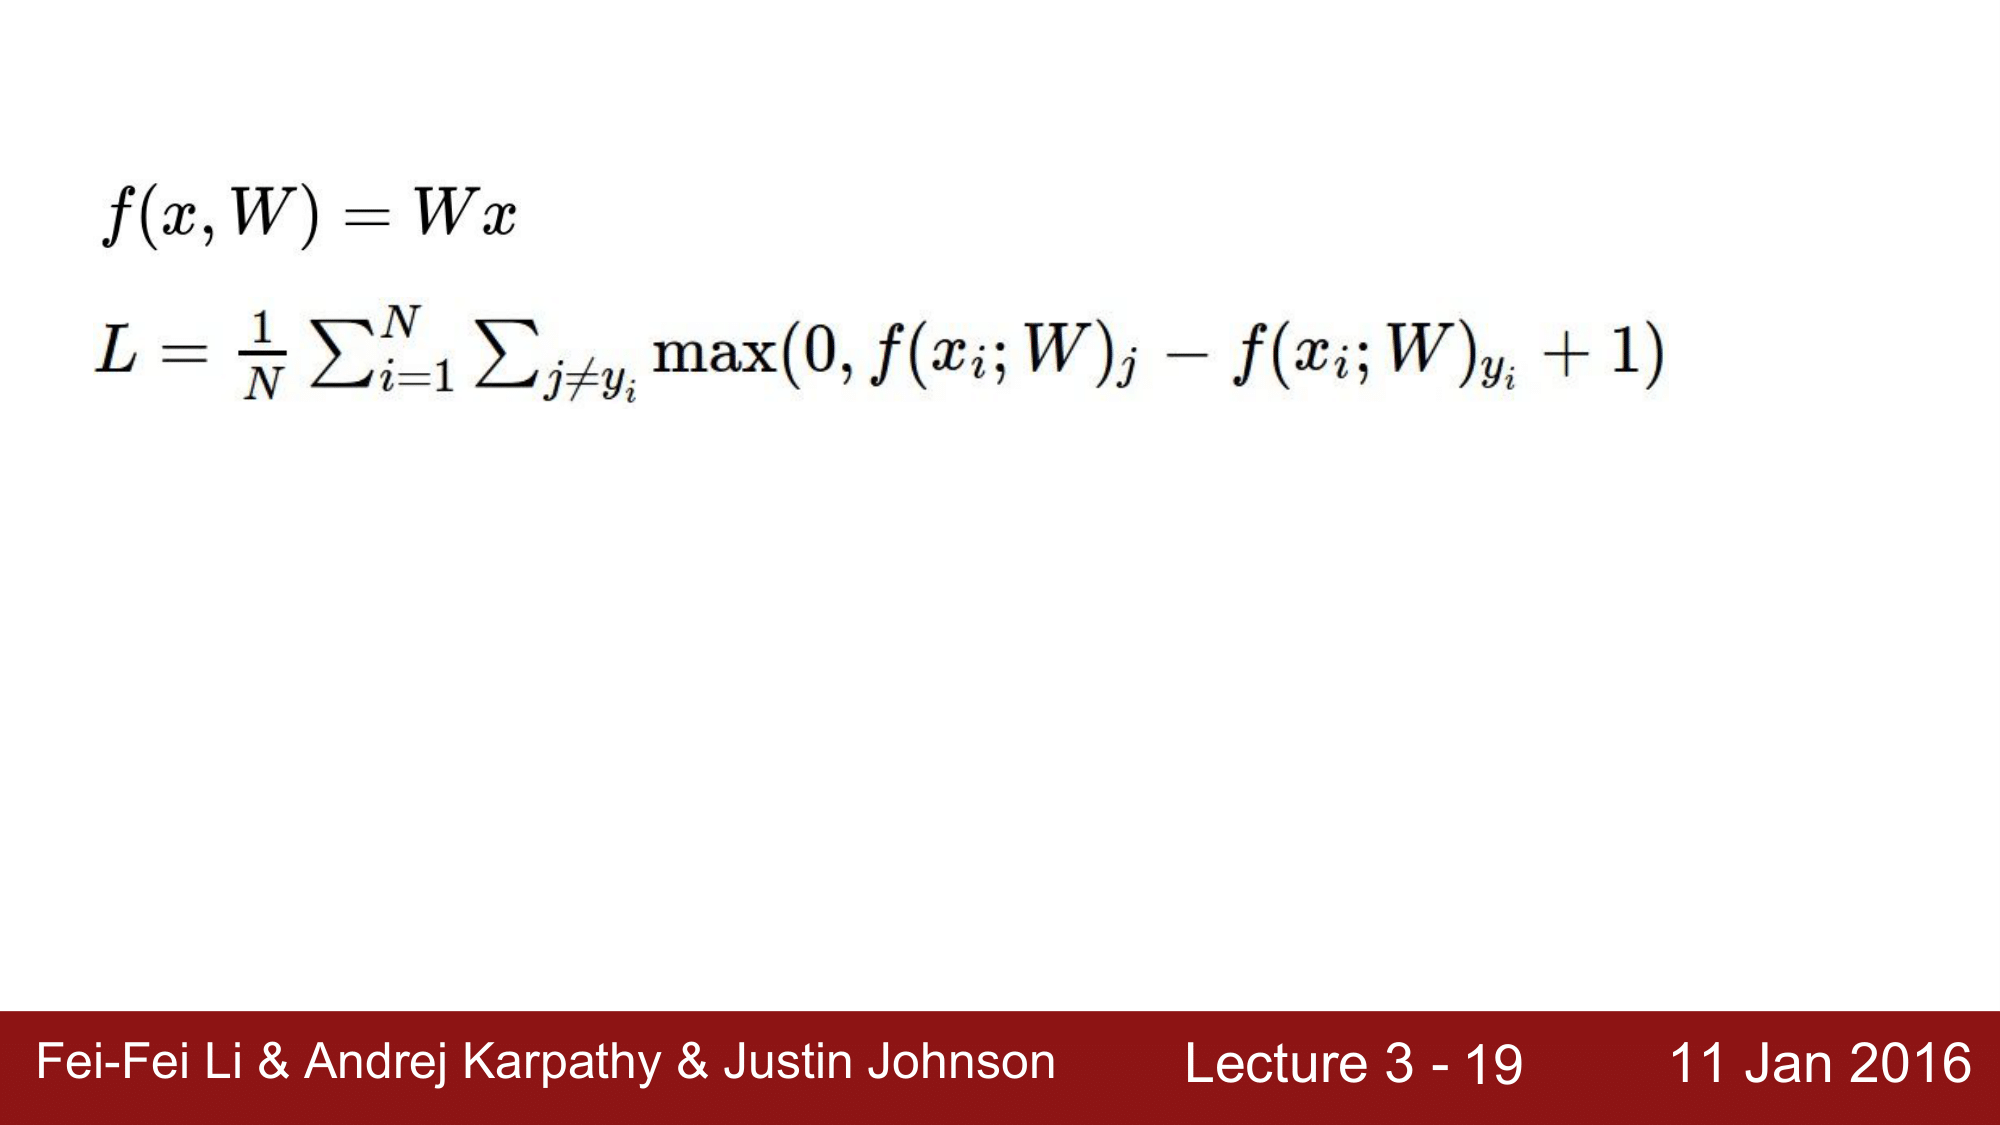 f(x, W) = Wx
L = \frac{1}{N} \sum_{i=1}^{N} \sum_{j \neq y_i} \max(0, f(x_i; W)_j - f(x_i; W)_{y_i} + 1)
Fei-Fei Li & Andrej Karpathy & Justin Johnson Lecture 3 - 19 11 Jan 2016